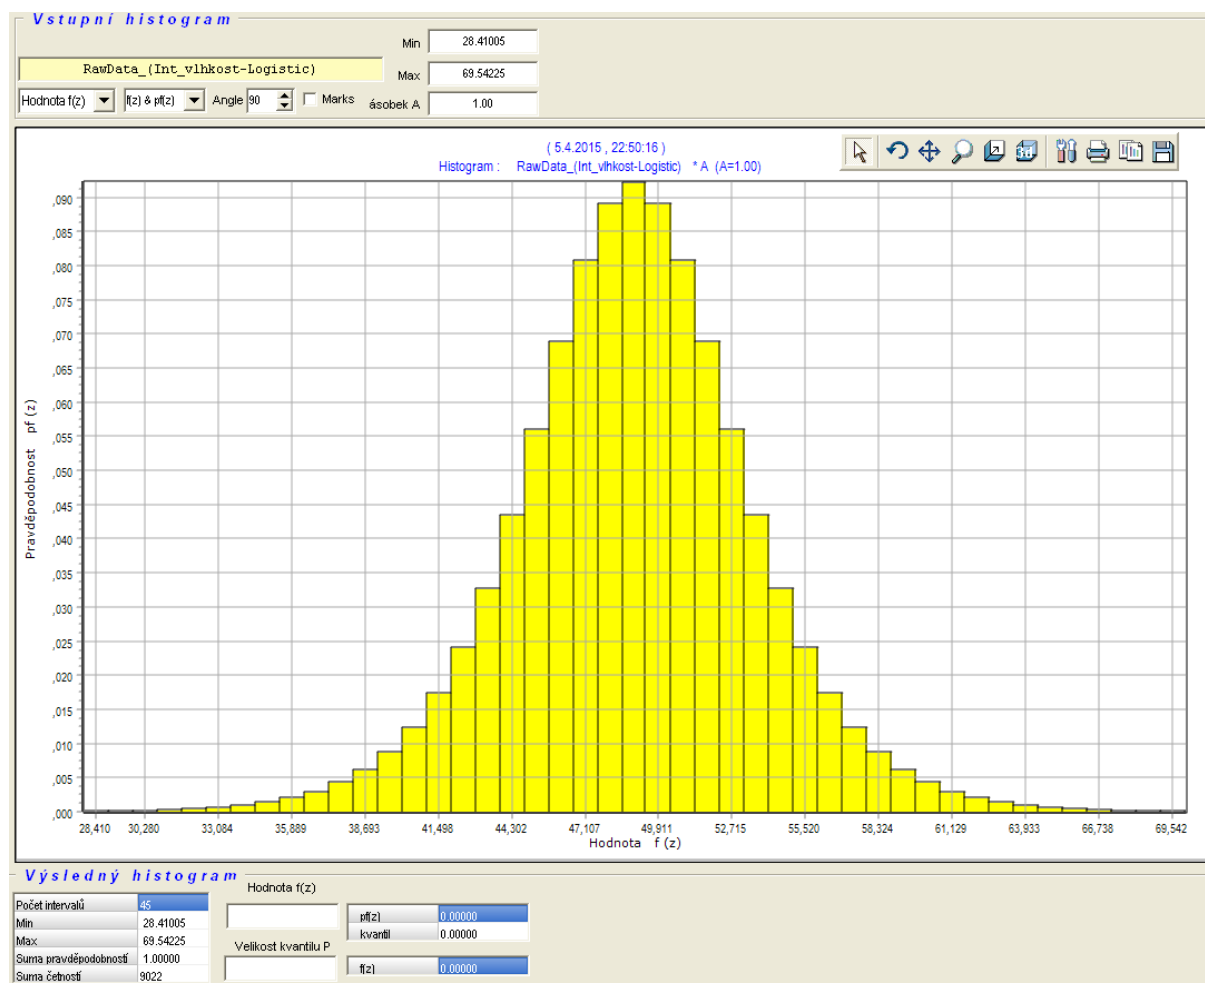 Vstupní histogram
Min 28.41005
RawData_(Int_vlhkost-Logistic)
Max 69.54225
Hodnota f(z) f(z) & pf(z) Angle 90 Marks ásobek A 1.00
( 5.4.2015 , 22:50:16 )
Histogram : RawData_(Int_vlhkost-Logistic) * A (A=1.00)
,090
,085
,080
,075
,070
,065
,060
,055
,050
,045
,040
,035
,030
,025
,020
,015
,010
,005
,000
Pravděpodobnost pf (z)
28,410 30,280 33,084 35,889 38,693 41,498 44,302 47,107 49,911 52,715 55,520 58,324 61,129 63,933 66,738 69,542
Hodnota f (z)
Výsledný histogram
Počet intervalů 45
Min 28.41005
Max 69.54225
Suma pravděpodobností 1.00000
Suma četností 9022
Hodnota f(z)
Velikost kvantilu P
pf(z) 0.00000
kvantil 0.00000
f(z) 0.00000